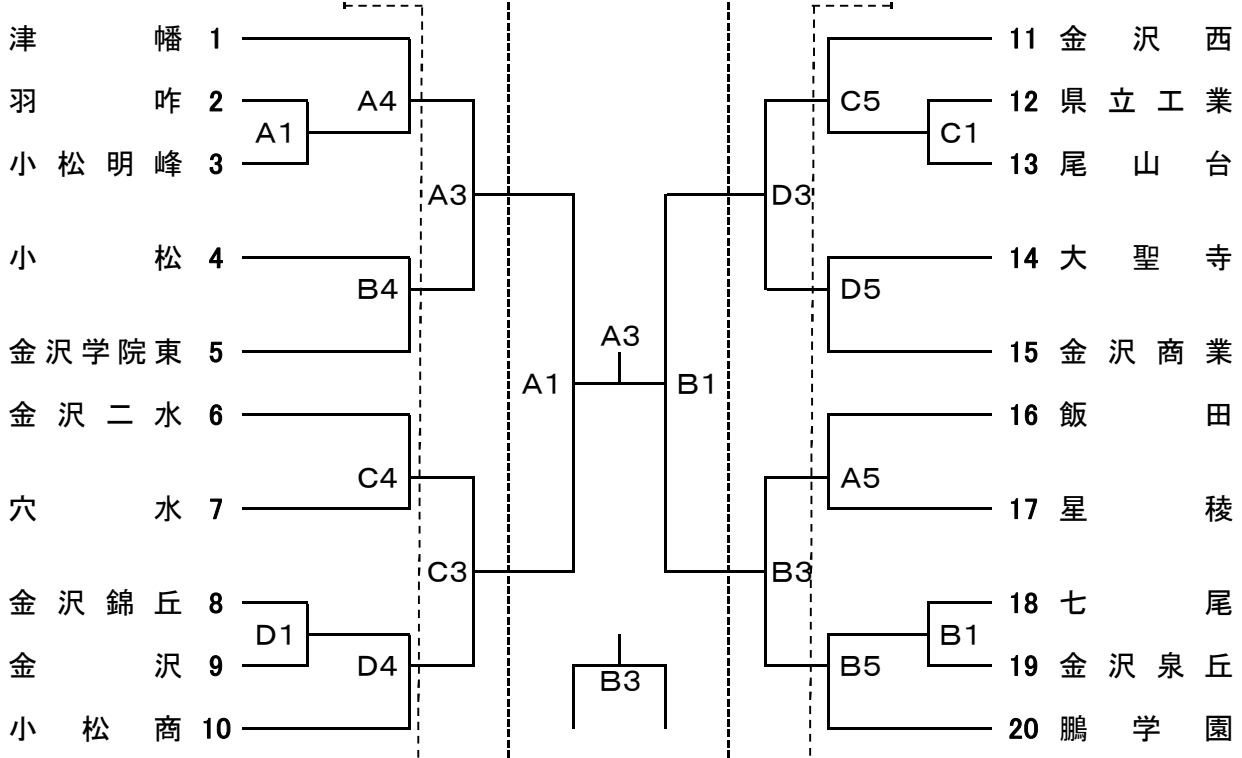 津幡 1
A4
羽咋 2
A1
小松明峰 3
A3
小松 4
B4
金沢学院東 5
A1
金沢二水 6
C4
穴水 7
C3
金沢錦丘 8
D1
金沢 9
D4
小松商 10
A3
B3
B1
11 金沢西
C5
12 県立工業
C1
13 尾山台
D3
14 大聖寺
D5
15 金沢商業
16 飯田
A5
17 星稜
B3
18 七尾
B1
19 金沢泉丘
B5
20 鵬学園